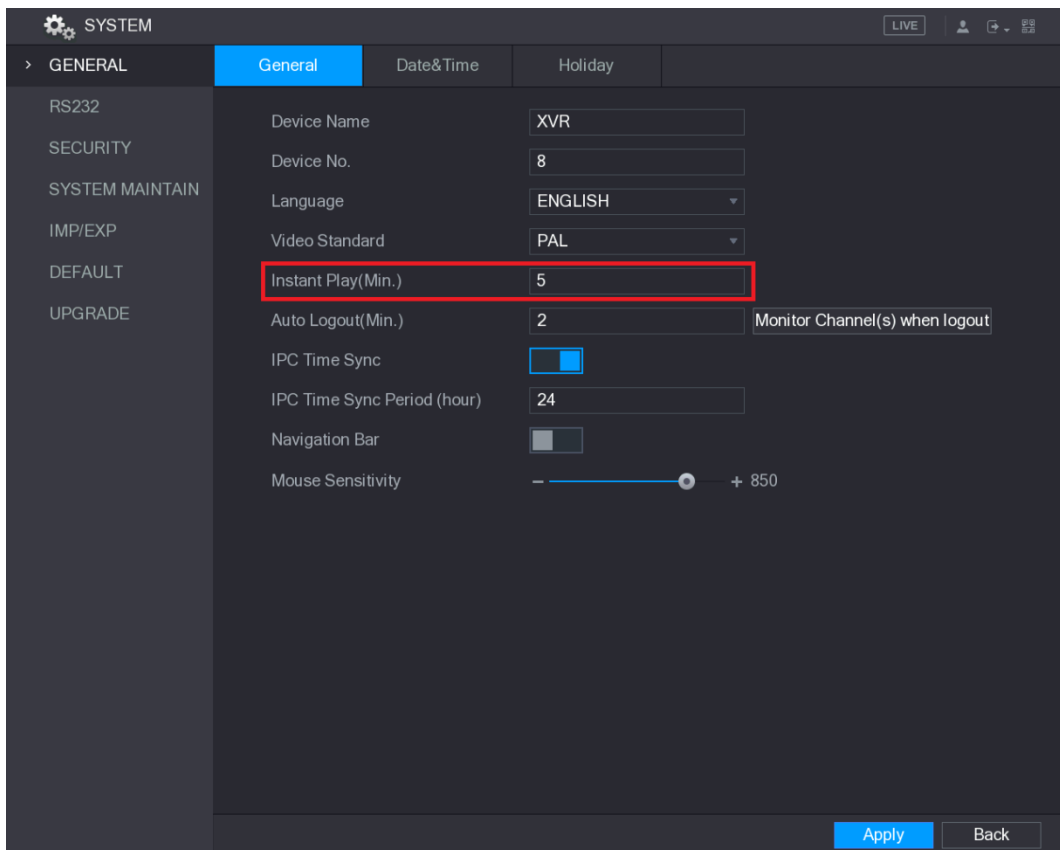 SYSTEM
LIVE
GENERAL
General Date&Time Holiday
RS232
SECURITY
SYSTEM MAINTAIN
IMP/EXP
DEFAULT
UPGRADE
Device Name XVR
Device No. 8
Language ENGLISH
Video Standard PAL
Instant Play(Min.) 5
Auto Logout(Min.) 2 Monitor Channel(s) when logout
IPC Time Sync
IPC Time Sync Period (hour) 24
Navigation Bar
Mouse Sensitivity 850
Apply Back